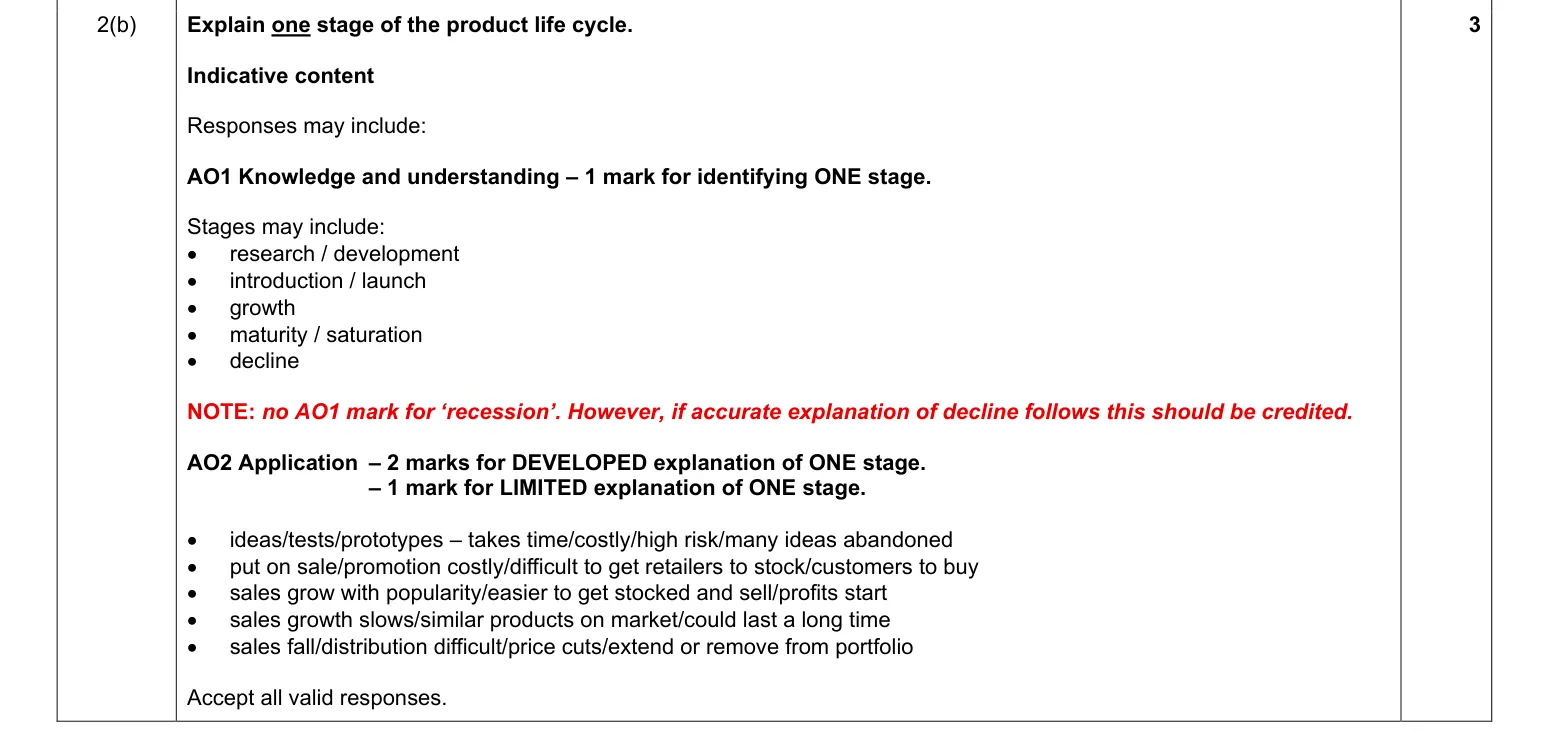 2(b) Explain one stage of the product life cycle. 3
Indicative content
Responses may include:
AO1 Knowledge and understanding – 1 mark for identifying ONE stage.
Stages may include:
• research / development
• introduction / launch
• growth
• maturity / saturation
• decline
NOTE: no AO1 mark for ‘recession’. However, if accurate explanation of decline follows this should be credited.
AO2 Application – 2 marks for DEVELOPED explanation of ONE stage.
– 1 mark for LIMITED explanation of ONE stage.
• ideas/tests/prototypes – takes time/costly/high risk/many ideas abandoned
• put on sale/promotion costly/difficult to get retailers to stock/customers to buy
• sales grow with popularity/easier to get stocked and sell/profits start
• sales growth slows/similar products on market/could last a long time
• sales fall/distribution difficult/price cuts/extend or remove from portfolio
Accept all valid responses.